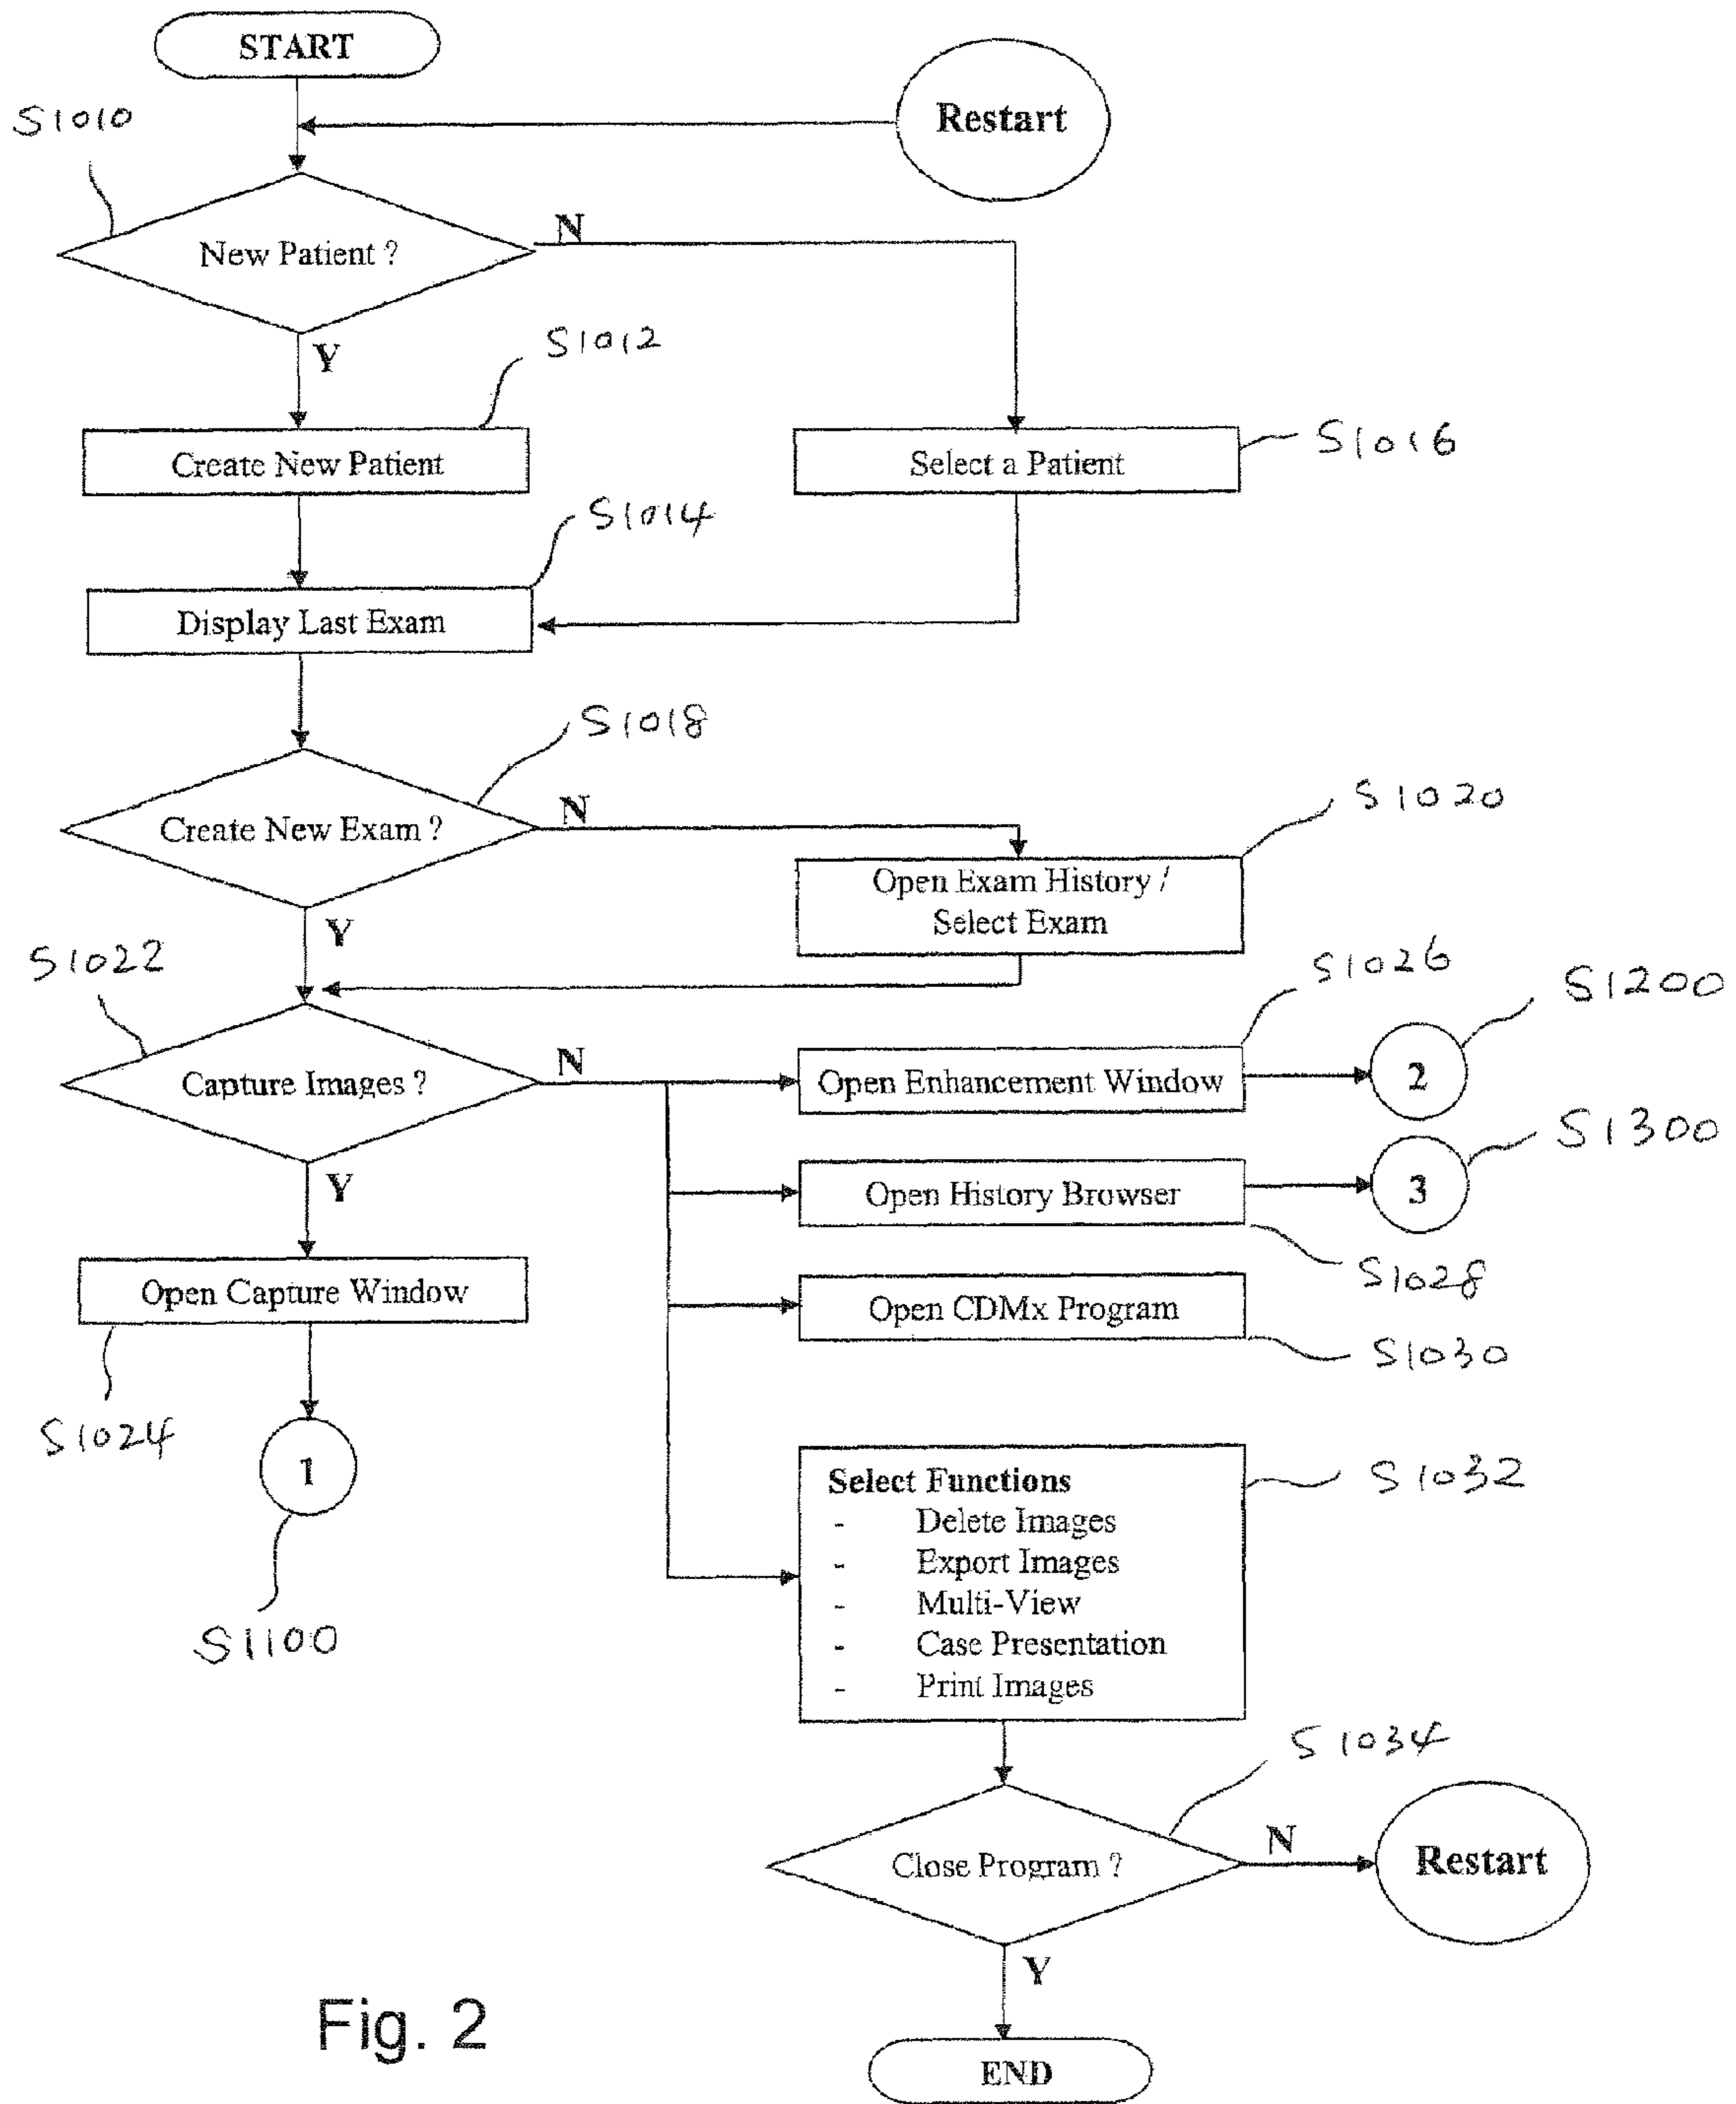 START
Restart
S1010
New Patient ?
N
Y
S1012
Create New Patient
Select a Patient
S1016
S1014
Display Last Exam
S1018
Create New Exam ?
N
S1020
Open Exam History /
Select Exam
Y
S1022
S1026
S1200
Capture Images ?
N
Open Enhancement Window
2
S1300
Y
Open History Browser
3
S1028
Open Capture Window
Open CDMx Program
S1030
S1024
1
S1100
Select Functions
- Delete Images
- Export Images
- Multi-View
- Case Presentation
- Print Images
S1032
S1034
Close Program ?
N
Restart
Y
END
Fig. 2